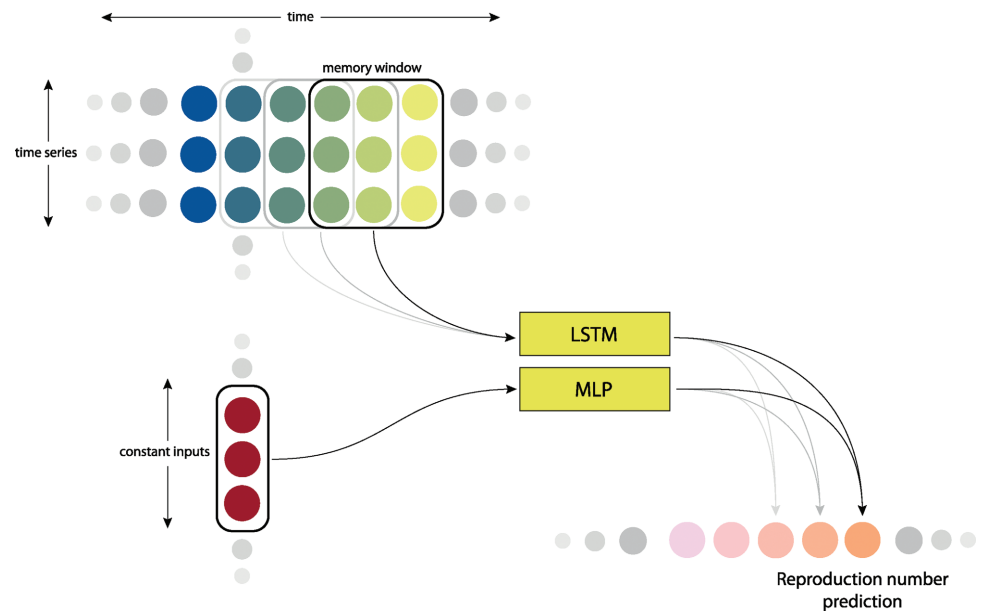 time
memory window
time series
LSTM
MLP
constant inputs
Reproduction number
prediction